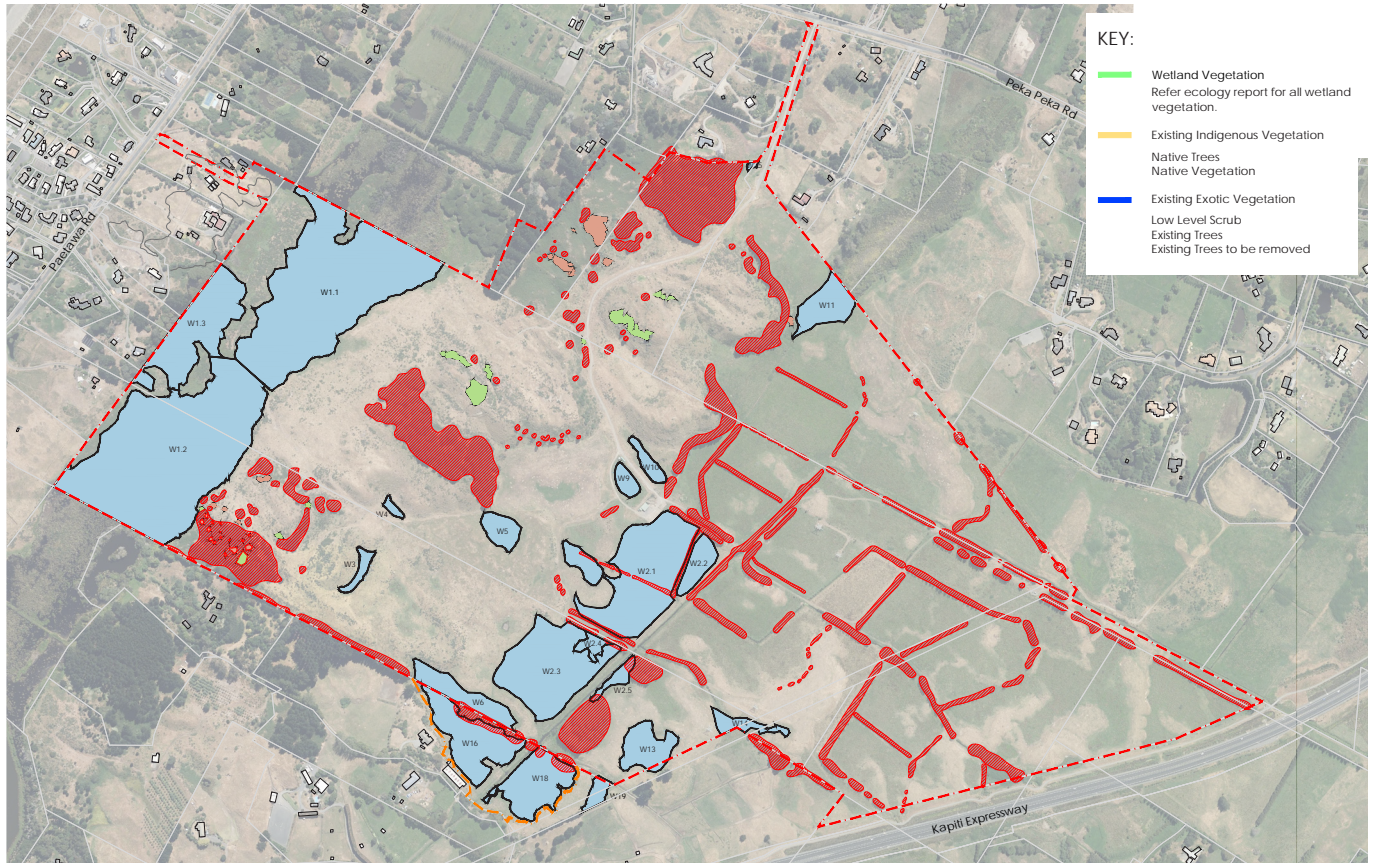 KEY:
Wetland Vegetation
Refer ecology report for all wetland
vegetation.
Existing Indigenous Vegetation
Native Trees
Native Vegetation
Existing Exotic Vegetation
Low Level Scrub
Existing Trees
Existing Trees to be removed
Peka Peka Rd
Paetawa Rd
W1.1
W11
W1.3
W1.2
W10
W9
W4
W5
W3
W2.1
W2.2
W2.4
W2.3
W2.5
W6
W16
W13
W18
W19
Kapiti Expressway